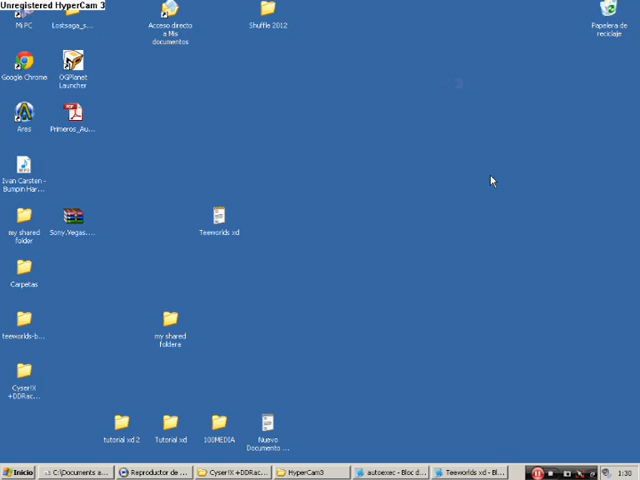 Unregistered HyperCam 3
Mi PC
Lostsaga_s...
Acceso directo
a Mis
documentos
Shuffle 2012
Papelera de
reciclaje
Google Chrome
OGPlanet
Launcher
Ares
Primeros_Au...
Ivan Carsten -
Bumpin Har...
my shared
folder
Sony.Vegas....
Teeworlds xd
Carpetas
teeworlds-b...
my shared
foldera
Cyser!X
+DDRac...
tutorial xd 2
Tutorial xd
100MEDIA
Nuevo
Documento ...
Inicio
C:\Documents a...
Reproductor de ...
Cyser!X +DDRac...
HyperCam3
autoexec - Bloc d...
Teeworlds xd - Bl...
1:30